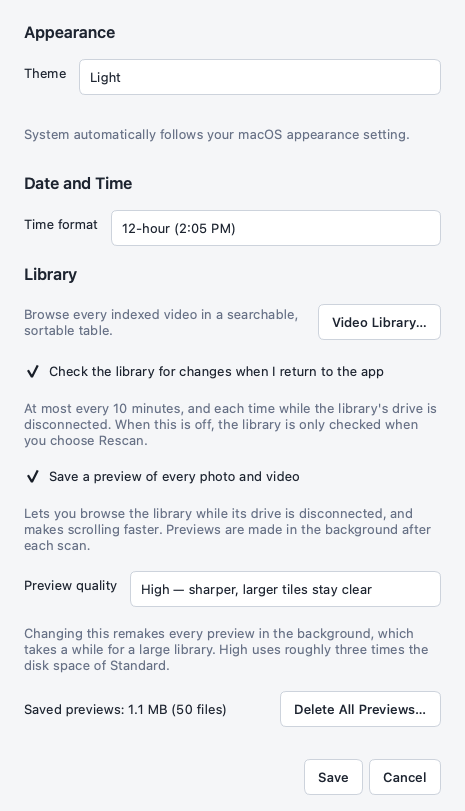 Appearance
Theme
Light
System automatically follows your macOS appearance setting.
Date and Time
Time format
12-hour (2:05 PM)
Library
Browse every indexed video in a searchable,
sortable table.
Video Library...
Check the library for changes when I return to the app
At most every 10 minutes, and each time while the library's drive is
disconnected. When this is off, the library is only checked when
you choose Rescan.
Save a preview of every photo and video
Lets you browse the library while its drive is disconnected, and
makes scrolling faster. Previews are made in the background after
each scan.
Preview quality
High — sharper, larger tiles stay clear
Changing this remakes every preview in the background, which
takes a while for a large library. High uses roughly three times the
disk space of Standard.
Saved previews: 1.1 MB (50 files)
Delete All Previews...
Save
Cancel